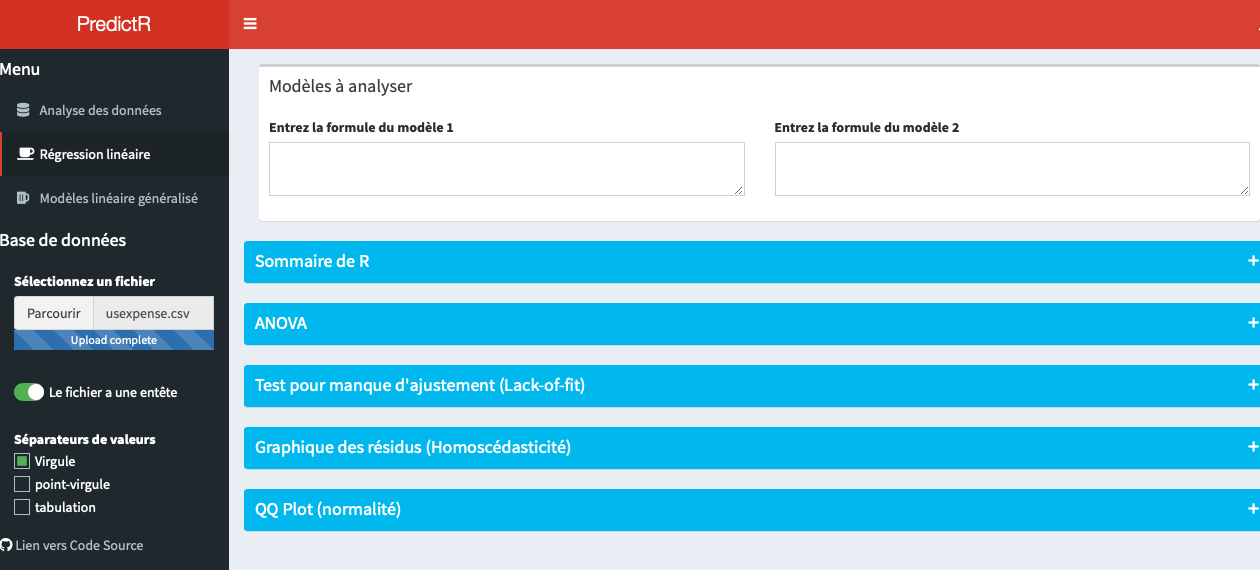 PredictR
Menu
Analyse des données
Régression linéaire
Modèles linéaire généralisé
Base de données
Sélectionnez un fichier
Parcourir usexpense.csv
Upload complete
Le fichier a une entête
Séparateurs de valeurs
Virgule
point-virgule
tabulation
Lien vers Code Source
Modèles à analyser
Entrez la formule du modèle 1
Entrez la formule du modèle 2
Sommaire de R
ANOVA
Test pour manque d'ajustement (Lack-of-fit)
Graphique des résidus (Homoscédasticité)
QQ Plot (normalité)